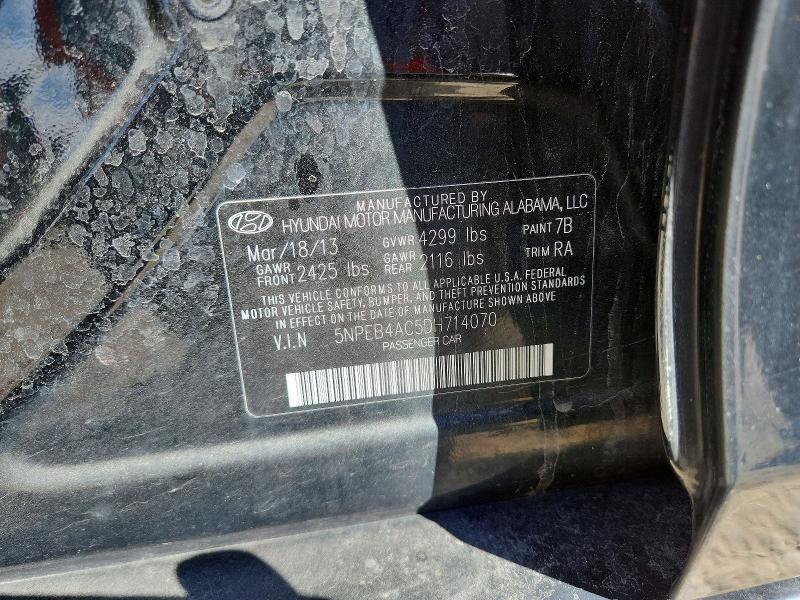 MANUFACTURED BY
HYUNDAI MOTOR MANUFACTURING ALABAMA, LLC
Mar/18/13 GVWR 4299 lbs PAINT 7B
GAWR FRONT 2425 lbs GAWR REAR 2116 lbs TRIM RA
THIS VEHICLE CONFORMS TO ALL APPLICABLE U.S.A. FEDERAL
MOTOR VEHICLE SAFETY, BUMPER, AND THEFT PREVENTION STANDARDS
IN EFFECT ON THE DATE OF MANUFACTURE SHOWN ABOVE
V.I.N 5NPEB4AC5DH714070
PASSENGER CAR